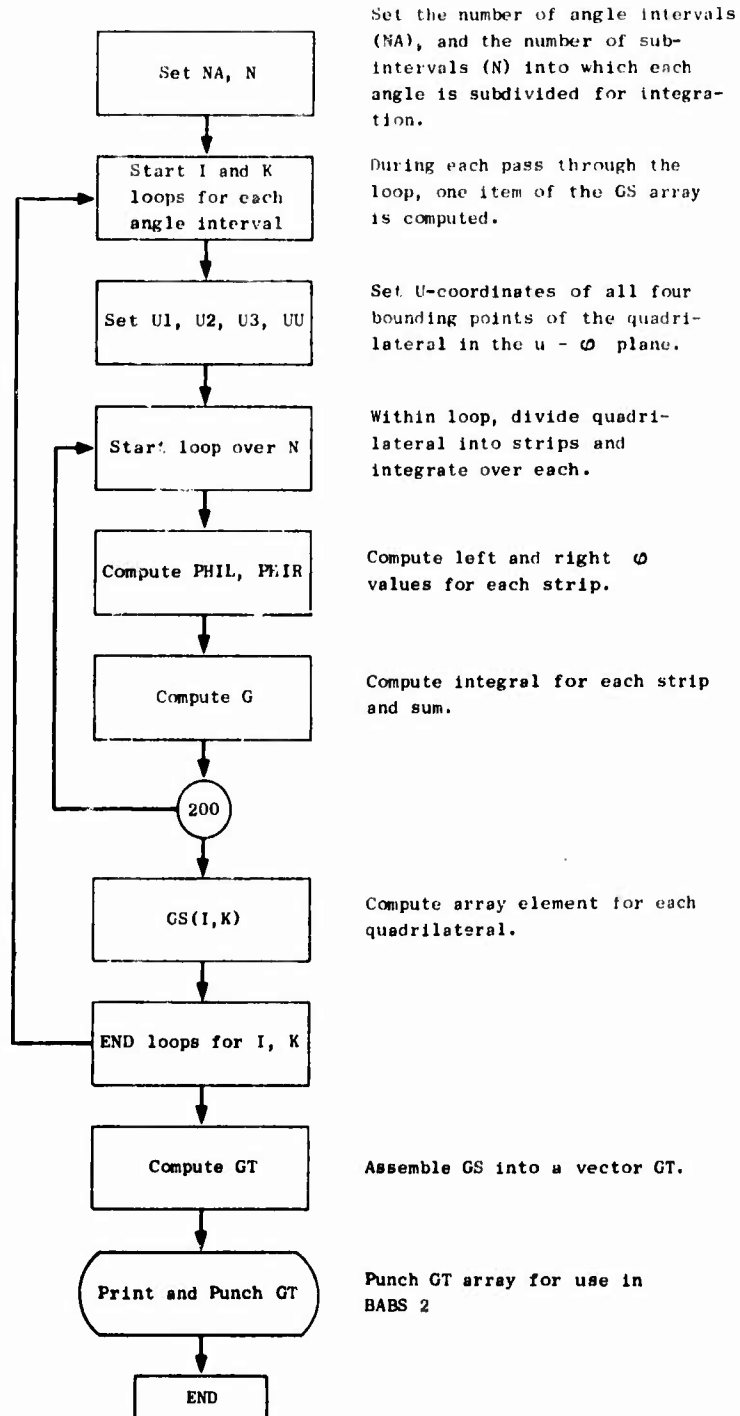 Set NA, N
Set the number of angle intervals
(NA), and the number of sub-
intervals (N) into which each
angle is subdivided for integra-
tion.
Start I and K
loops for each
angle interval
During each pass through the
loop, one item of the GS array
is computed.
Set U1, U2, U3, UU
Set U-coordinates of all four
bounding points of the quadri-
lateral in the u - φ plane.
Start loop over N
Within loop, divide quadri-
lateral into strips and
integrate over each.
Compute PHIL, PHIR
Compute left and right φ
values for each strip.
Compute G
Compute integral for each strip
and sum.
200
GS(I,K)
Compute array element for each
quadrilateral.
END loops for I, K
Compute GT
Assemble GS into a vector GT.
Print and Punch GT
Punch GT array for use in
BABS 2
END